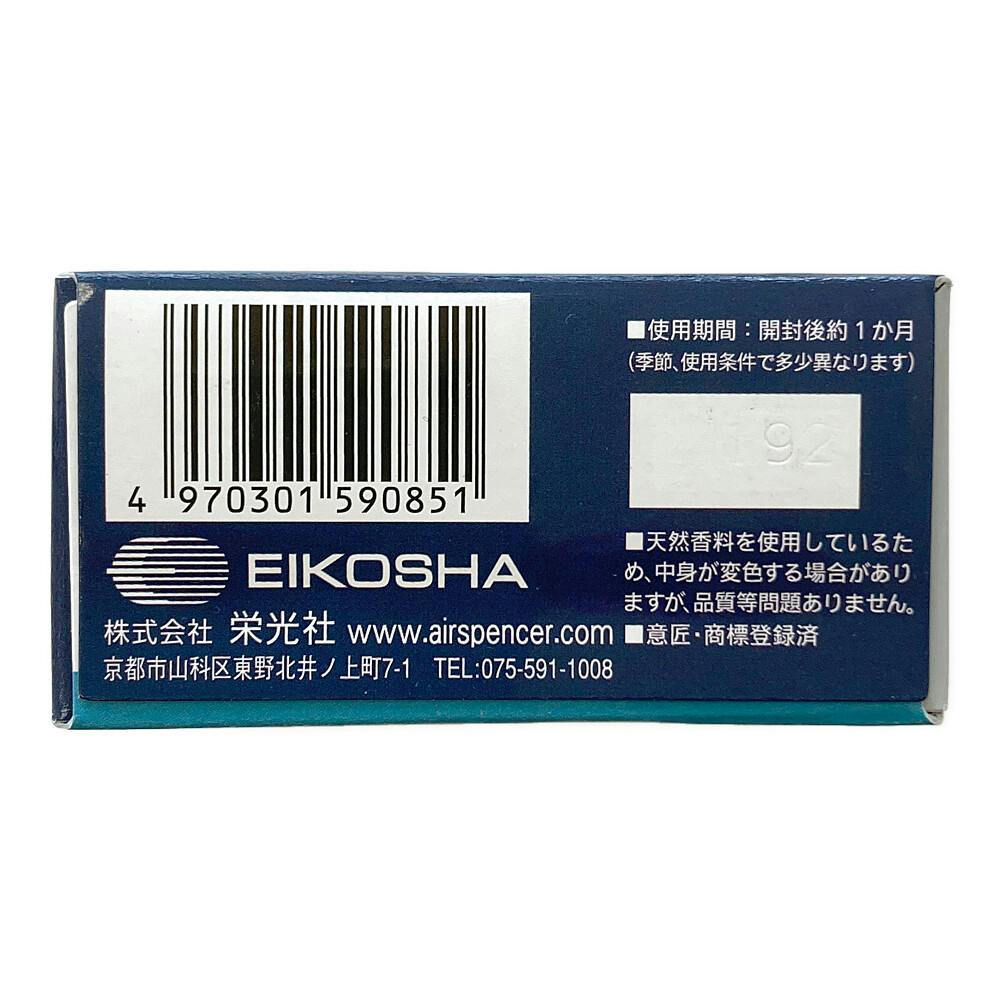 4 970301 590851
EIKOSHA
株式会社 栄光社 www.airspencer.com
京都市山科区東野北井ノ上町7-1 TEL:075-591-1008
■使用期間：開封後約1か月
(季節、使用条件で多少異なります)
192
■天然香料を使用しているた
め、中身が変色する場合があり
ますが、品質等問題ありません。
■意匠・商標登録済